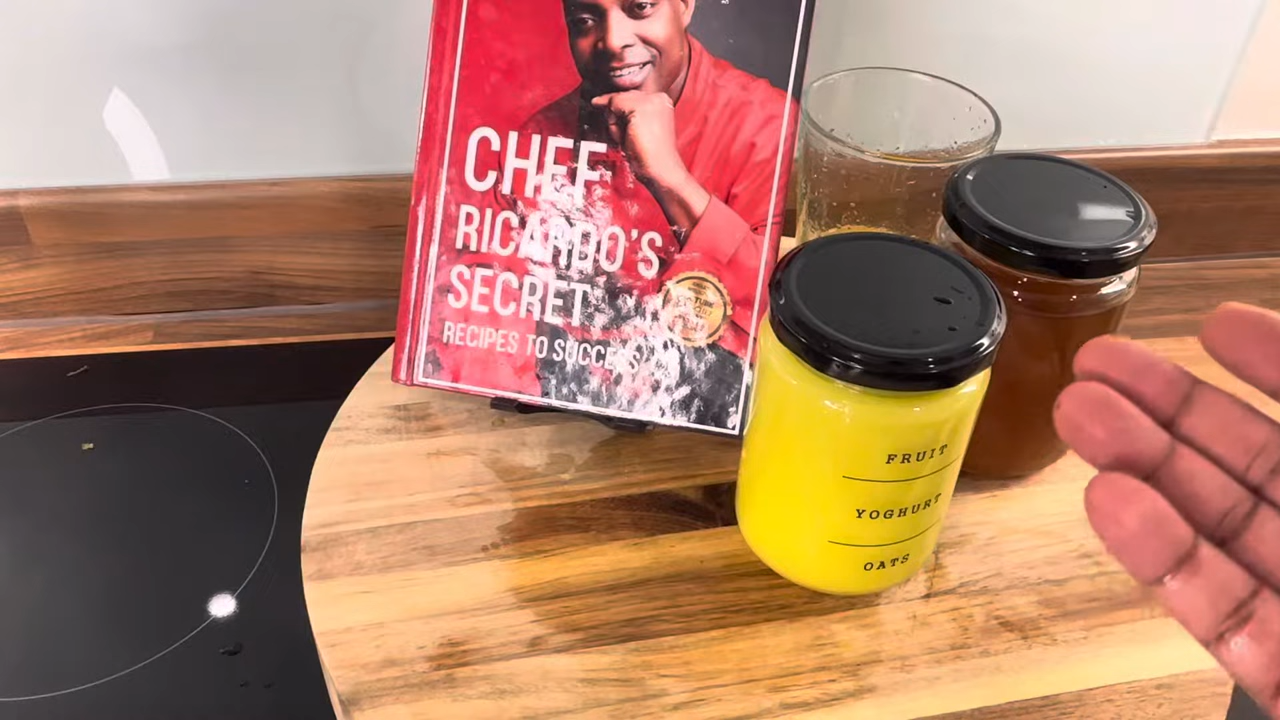 CHEF
RICARDO'S
SECRET
RECIPES TO SUCCESS
FRUIT
YOGHURT
OATS